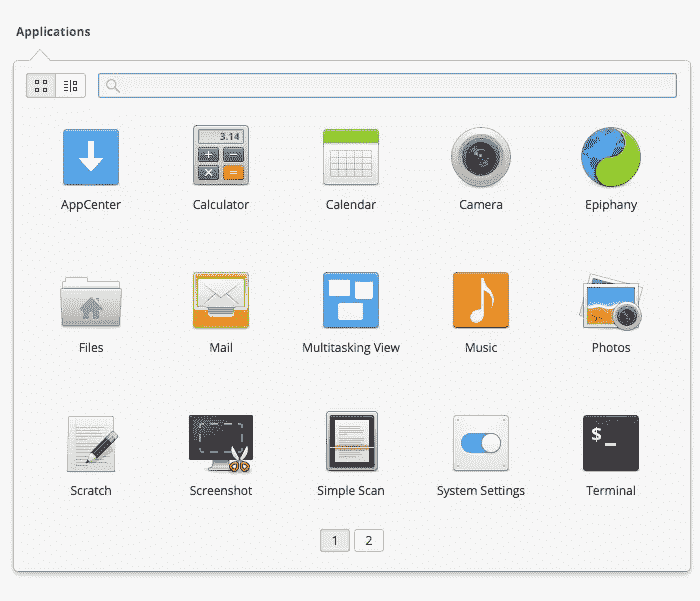 Applications
3.14
AppCenter Calculator Calendar Camera Epiphany
Files Mail Multitasking View Music Photos
$_
Scratch Screenshot Simple Scan System Settings Terminal
1 2